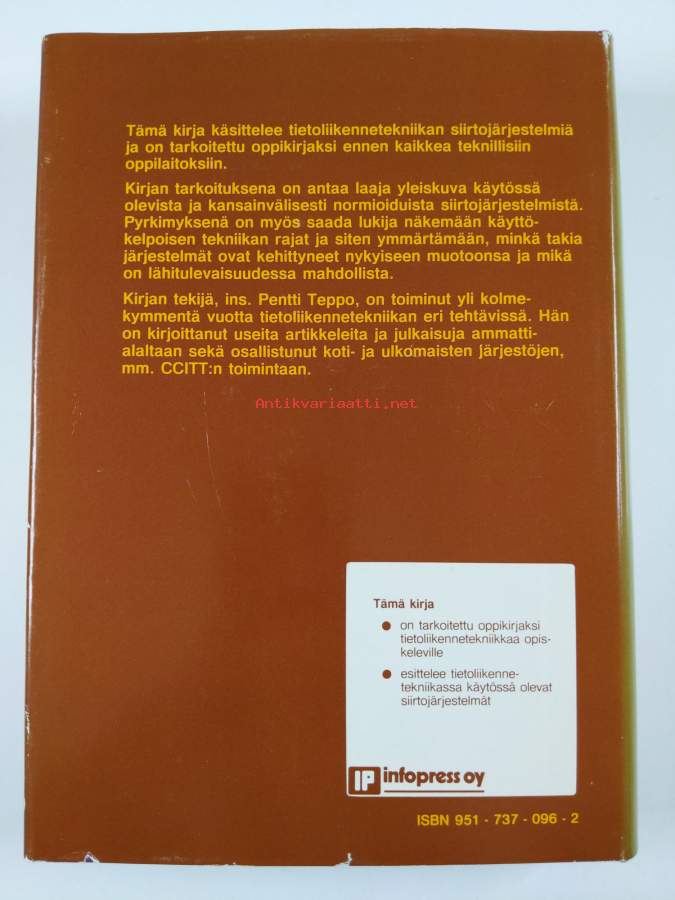 Tämä kirja käsittelee tietoliikennetekniikan siirtojärjestelmiä
ja on tarkoitettu oppikirjaksi ennen kaikkea teknillisiin
oppilaitoksiin.
Kirjan tarkoituksena on antaa laaja yleiskuva käytössä
olevista ja kansainvälisesti normioiduista siirtojärjestelmistä.
Pyrkimyksenä on myös saada lukija näkemään käyttö-
kelpoisen tekniikan rajat ja siten ymmärtämään, minkä takia
järjestelmät ovat kehittyneet nykyiseen muotoonsa ja mikä
on lähitulevaisuudessa mahdollista.
Kirjan tekijä, ins. Pentti Teppo, on toiminut yli kolme-
kymmentä vuotta tietoliikennetekniikan eri tehtävissä. Hän
on kirjoittanut useita artikkeleita ja julkaisuja ammatti-
alaltaan sekä osallistunut koti- ja ulkomaisten järjestöjen,
mm. CCITT:n toimintaan.
Antikvariaatti.net
Tämä kirja
● on tarkoitettu oppikirjaksi
tietoliikennetekniikkaa opis-
keleville
● esittelee tietoliikenne-
tekniikassa käytössä olevat
siirtojärjestelmät
IP infopress oy
ISBN 951 - 737 - 096 - 2